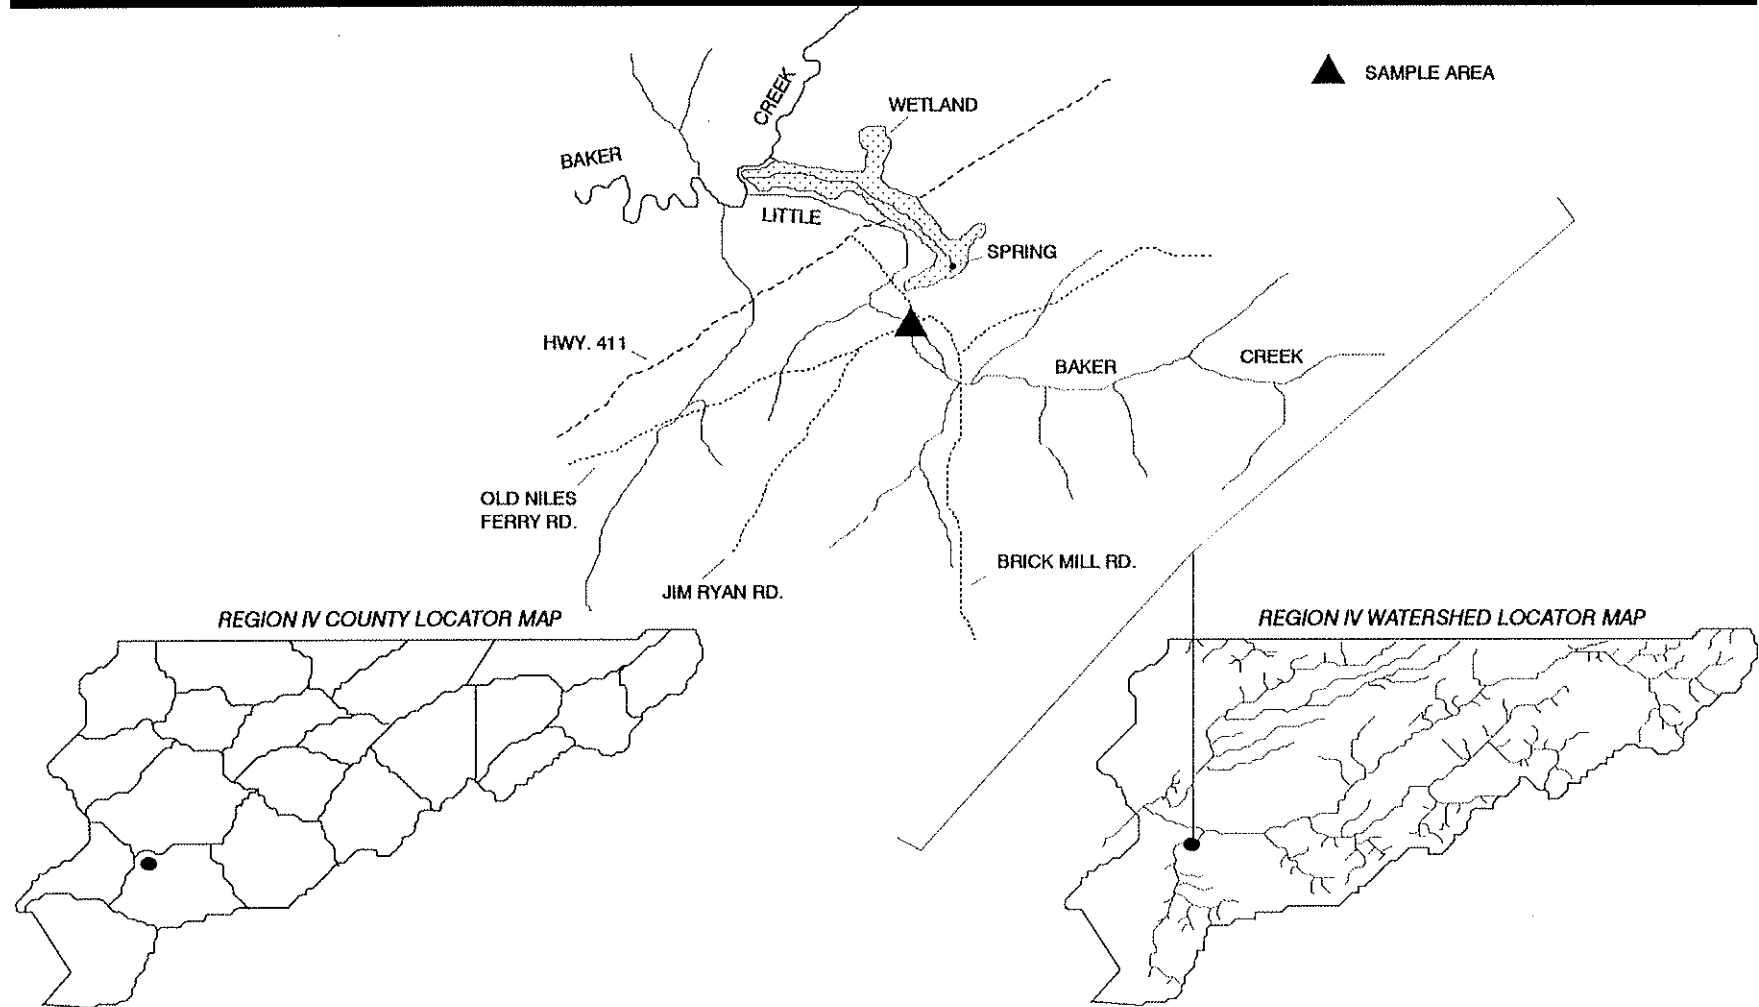 SAMPLE AREA
CREEK
WETLAND
BAKER
LITTLE
SPRING
HWY. 411
BAKER
CREEK
OLD NILES
FERRY RD.
JIM RYAN RD.
BRICK MILL RD.
REGION IV COUNTY LOCATOR MAP
REGION IV WATERSHED LOCATOR MAP